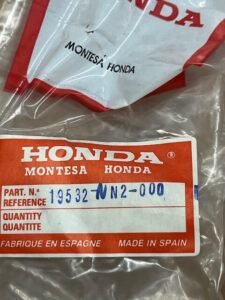 HONDA
MONTESA HONDA
HONDA®
MONTESA HONDA
PART. N.º
REFERENCE 19532-NN2-000
QUANTITY
QUANTITE
FABRIQUE EN ESPAGNE MADE IN SPAIN